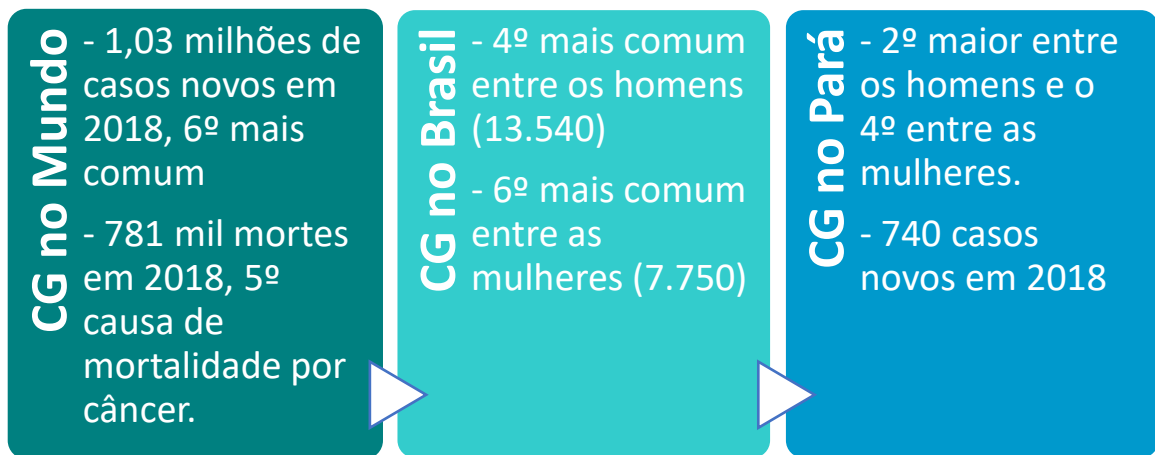 CG no Mundo
- 1,03 milhões de
casos novos em
2018, 6º mais
comum
- 781 mil mortes
em 2018, 5º
causa de
mortalidade por
câncer.
CG no Brasil
- 4º mais comum
entre os homens
(13.540)
- 6º mais comum
entre as
mulheres (7.750)
CG no Pará
- 2º maior entre
os homens e o
4º entre as
mulheres.
- 740 casos
novos em 2018